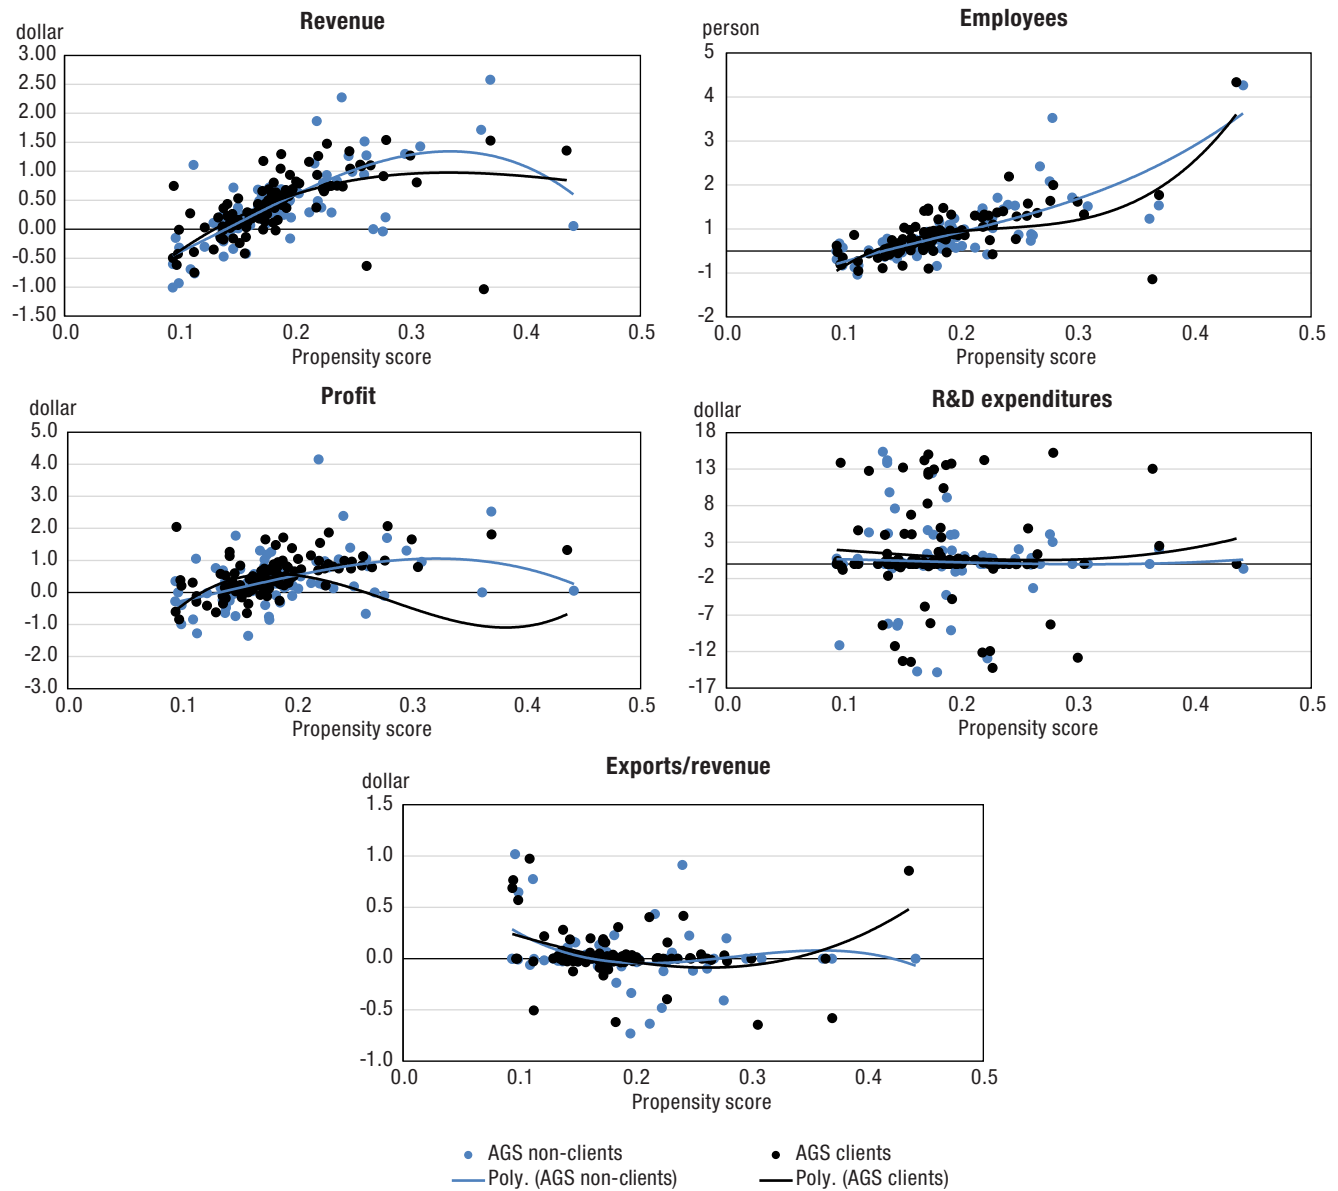 Revenue
dollar
3.00
2.50
2.00
1.50
1.00
0.50
0.00
-0.50
-1.00
-1.50
0.0 0.1 0.2 0.3 0.4 0.5
Propensity score
Employees
person
5
4
3
2
1
-1
-2
0.0 0.1 0.2 0.3 0.4 0.5
Propensity score
Profit
dollar
5.0
4.0
3.0
2.0
1.0
0.0
-1.0
-2.0
-3.0
0.0 0.1 0.2 0.3 0.4 0.5
Propensity score
R&D expenditures
dollar
18
13
8
3
-2
-7
-12
-17
0.0 0.1 0.2 0.3 0.4 0.5
Propensity score
Exports/revenue
dollar
1.5
1.0
0.5
0.0
-0.5
-1.0
0.0 0.1 0.2 0.3 0.4 0.5
Propensity score
AGS non-clients
AGS clients
Poly. (AGS non-clients)
Poly. (AGS clients)